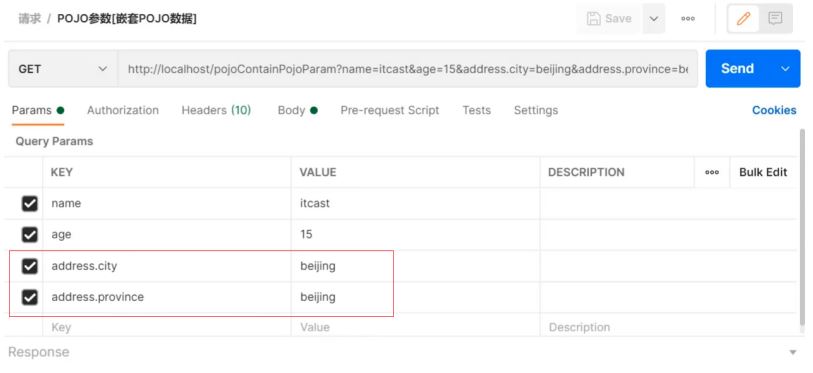 请求 / POJO参数[嵌套POJO数据] Save
GET http://localhost/pojoContainPojoParam?name=itcast&age=15&address.city=beijing&address.province=be Send
Params Authorization Headers (10) Body Pre-request Script Tests Settings Cookies
Query Params
KEY VALUE DESCRIPTION Bulk Edit
name itcast
age 15
address.city beijing
address.province beijing
Key Value Description
Response